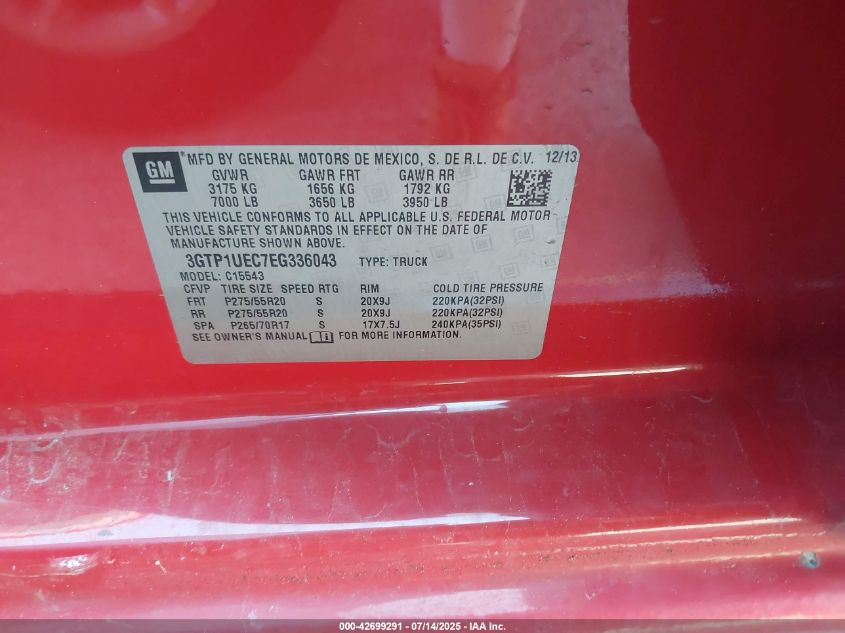 GM
MFD BY GENERAL MOTORS DE MEXICO, S. DE R.L. DE C.V. 12/13
GVWR GAWR FRT GAWR RR
3175 KG 1656 KG 1792 KG
7000 LB 3650 LB 3950 LB
THIS VEHICLE CONFORMS TO ALL APPLICABLE U.S. FEDERAL MOTOR
VEHICLE SAFETY STANDARDS IN EFFECT ON THE DATE OF
MANUFACTURE SHOWN ABOVE.
3GTP1UEC7EG336043 TYPE: TRUCK
MODEL: C15543
CFVP TIRE SIZE SPEED RTG RIM COLD TIRE PRESSURE
FRT P275/55R20 S 20X9J 220KPA(32PSI)
RR P275/55R20 S 20X9J 220KPA(32PSI)
SPA P265/70R17 S 17X7.5J 240KPA(35PSI)
SEE OWNER'S MANUAL FOR MORE INFORMATION.
000-42699291 - 07/14/2025 - IAA Inc.